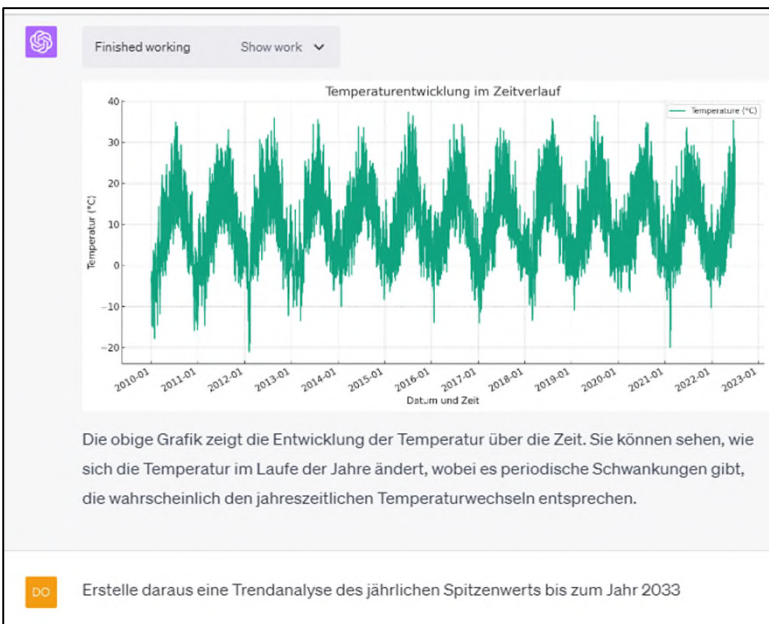 Finished working Show work
Temperaturentwicklung im Zeitverlauf
Temperature (°C)
40
30
20
10
0
−10
−20
Temperatur (°C)
2010-01 2011-01 2012-01 2013-01 2014-01 2015-01 2016-01 2017-01 2018-01 2019-01 2020-01 2021-01 2022-01 2023-01
Datum und Zeit
Die obige Grafik zeigt die Entwicklung der Temperatur über die Zeit. Sie können sehen, wie
sich die Temperatur im Laufe der Jahre ändert, wobei es periodische Schwankungen gibt,
die wahrscheinlich den jahreszeitlichen Temperaturwechseln entsprechen.
DO Erstelle daraus eine Trendanalyse des jährlichen Spitzenwerts bis zum Jahr 2033